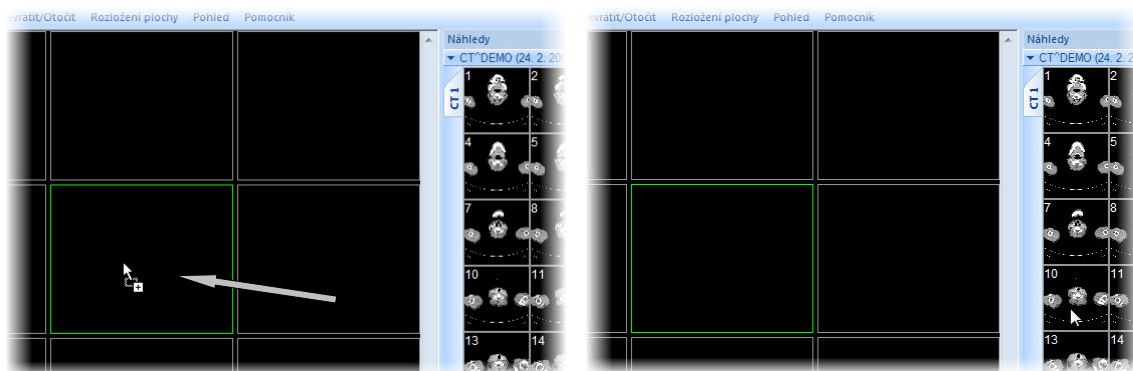 evrátit/Otočit Rozložení plochy Pohled Pomocník
Náhledy
CT^DEMO (24. 2. 20
CT 1
1 2
4 5
7 8
10 11
13 14
evrátit/Otočit Rozložení plochy Pohled Pomocník
Náhledy
CT^DEMO (24. 2. 2
CT 1
1 2
4 5
7 8
10 11
13 14